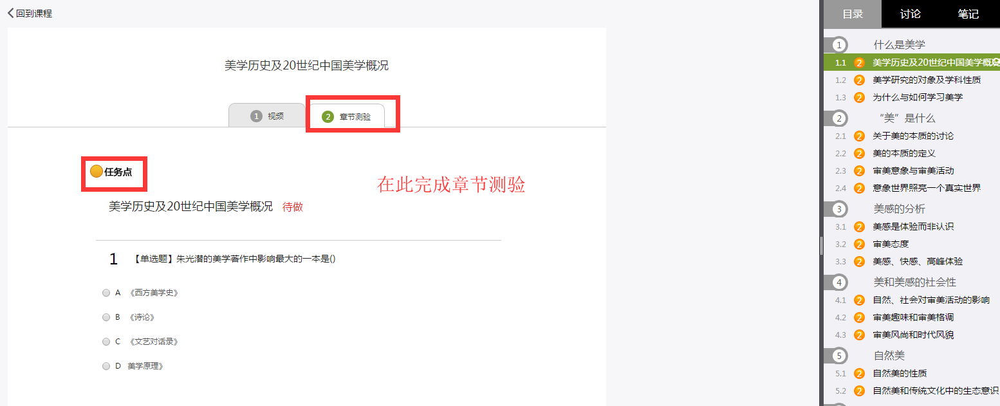 回到课程
美学历史及20世纪中国美学概况
1 视频
2 章节测验
任务点
在此完成章节测验
美学历史及20世纪中国美学概况 待做
1 【单选题】朱光潜的美学著作中影响最大的一本是()
A 《西方美学史》
B 《诗论》
C 《文艺对话录》
D 美学原理》
目录 讨论 笔记
1 什么是美学
1.1 2 美学历史及20世纪中国美学概况
1.2 2 美学研究的对象及学科性质
1.3 2 为什么与如何学习美学
2 “美”是什么
2.1 2 关于美的本质的讨论
2.2 2 美的本质的定义
2.3 2 审美意象与审美活动
2.4 2 意象世界照亮一个真实世界
3 美感的分析
3.1 2 美感是体验而非认识
3.2 2 审美态度
3.3 2 美感、快感、高峰体验
4 美和美感的社会性
4.1 2 自然、社会对审美活动的影响
4.2 2 审美趣味和审美格调
4.3 2 审美风尚和时代风貌
5 自然美
5.1 2 自然美的性质
5.2 2 自然美和传统文化中的生态意识